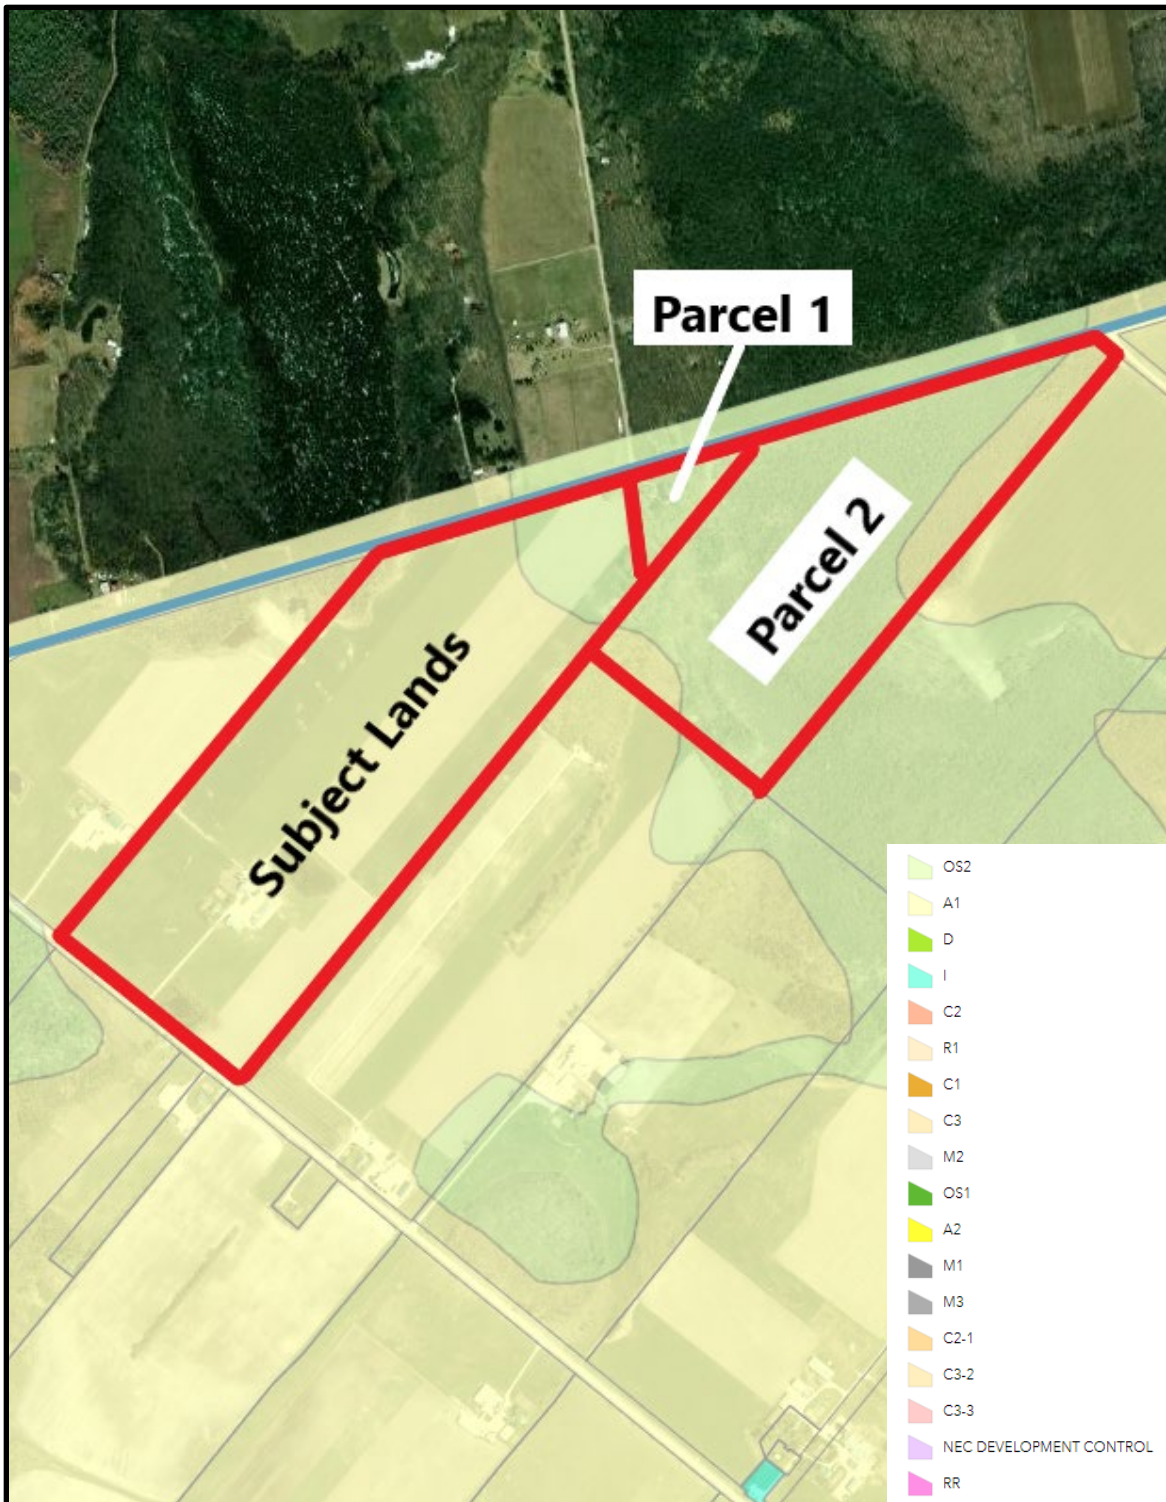 Parcel 1
Parcel 2
Subject Lands
OS2
A1
D
I
C2
R1
C1
C3
M2
OS1
A2
M1
M3
C2-1
C3-2
C3-3
NEC DEVELOPMENT CONTROL
RR